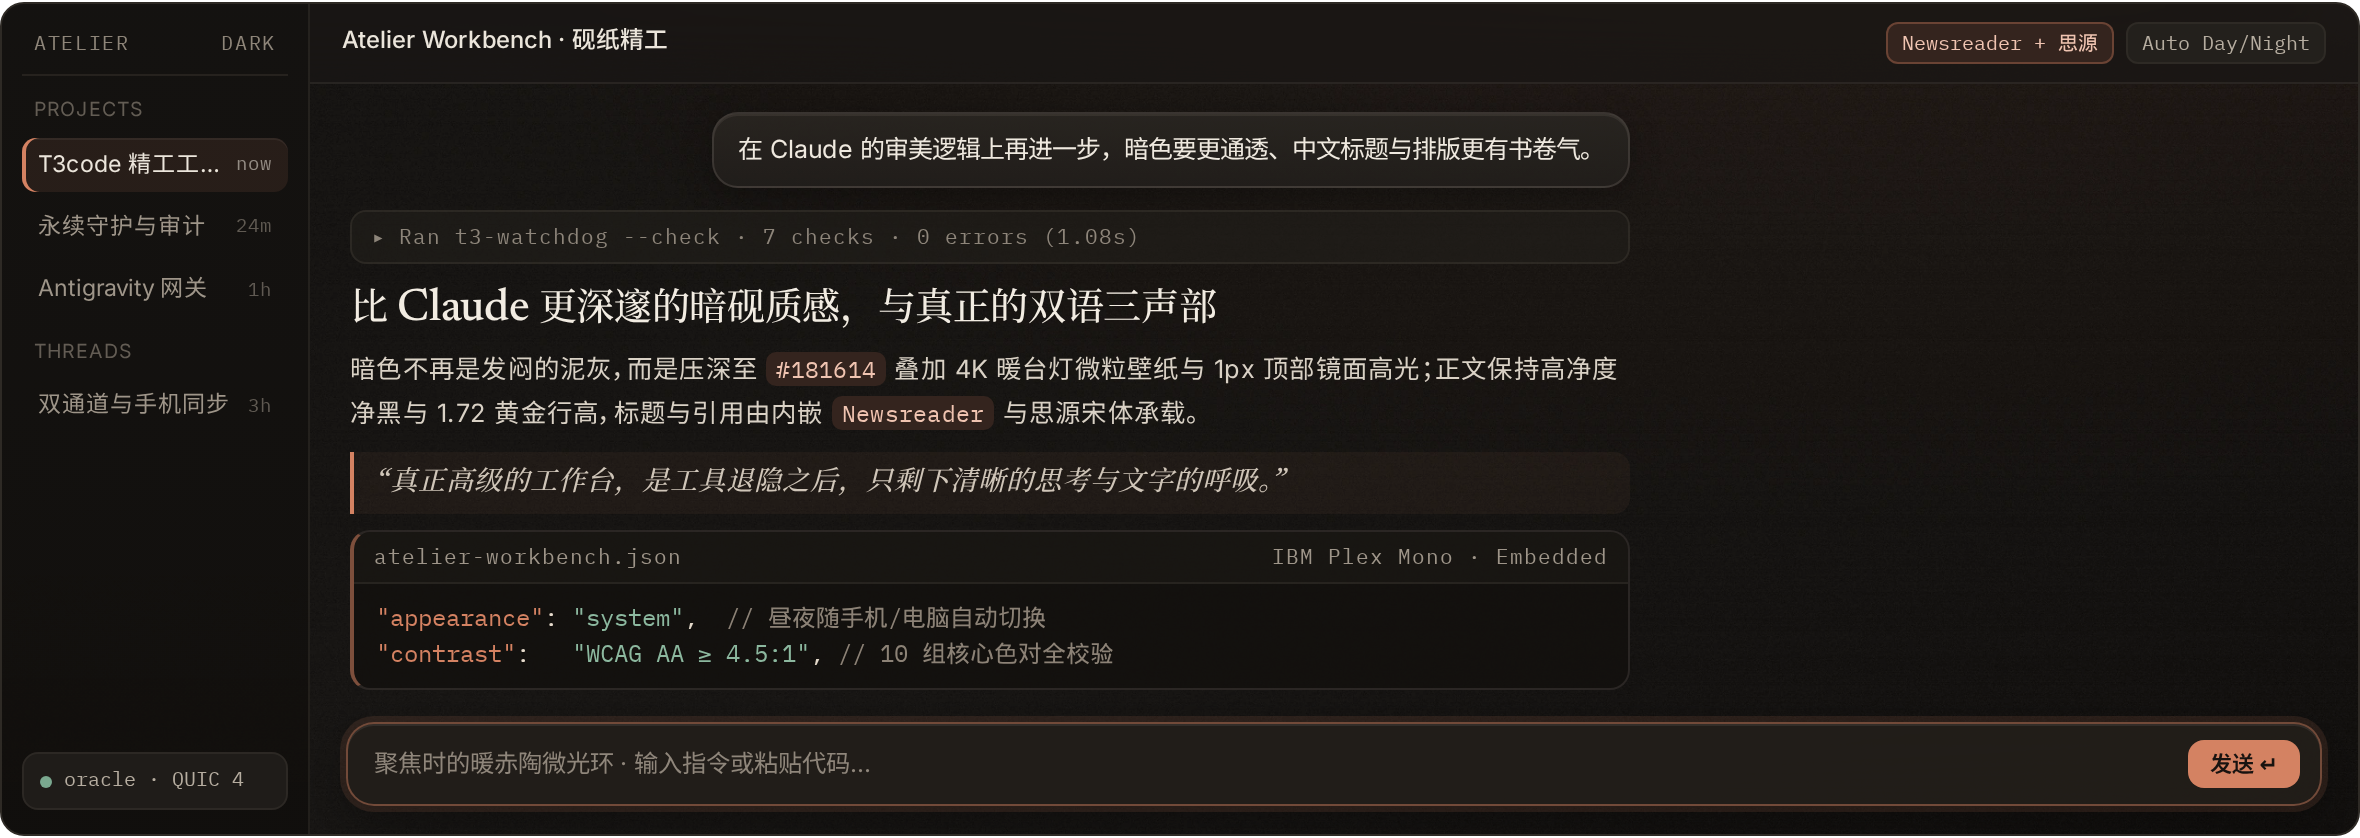 ATELIER DARK
PROJECTS
T3code 精工工... now
永续守护与审计 24m
Antigravity 网关 1h
THREADS
双通道与手机同步 3h
oracle · QUIC 4
Atelier Workbench · 砚纸精工
Newsreader + 思源
Auto Day/Night
在 Claude 的审美逻辑上再进一步，暗色要更通透、中文标题与排版更有书卷气。
▸ Ran t3-watchdog --check · 7 checks · 0 errors (1.08s)
比 Claude 更深邃的暗砚质感，与真正的双语三声部
暗色不再是发闷的泥灰，而是压深至 #181614 叠加 4K 暖台灯微粒壁纸与 1px 顶部镜面高光；正文保持高净度
净黑与 1.72 黄金行高，标题与引用由内嵌 Newsreader 与思源宋体承载。
“真正高级的工作台，是工具退隐之后，只剩下清晰的思考与文字的呼吸。”
atelier-workbench.json IBM Plex Mono · Embedded
"appearance": "system", // 昼夜随手机/电脑自动切换
"contrast": "WCAG AA ≥ 4.5:1", // 10 组核心色对全校验
聚焦时的暖赤陶微光环 · 输入指令或粘贴代码...
发送 ↵